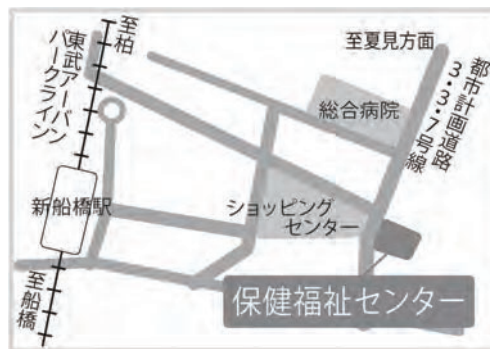 至柏
東武アーバン
パークライン
新船橋駅
至船橋
至夏見方面
都市計画道路
3・3・7号線
総合病院
ショッピング
センター
保健福祉センター